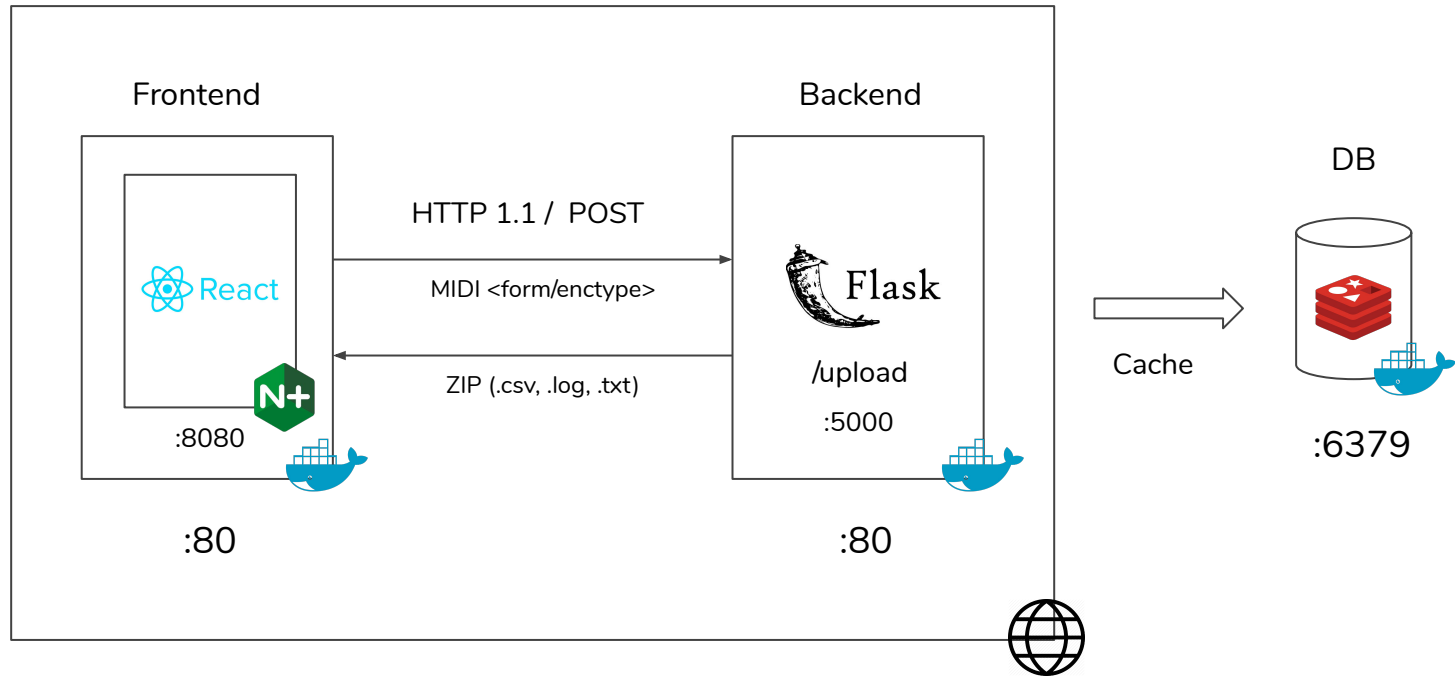 Frontend
Backend
DB
HTTP 1.1 / POST
React
MIDI <form/enctype>
Flask
Cache
/upload
ZIP (.csv, .log, .txt)
N+
:8080
:5000
:6379
:80
:80